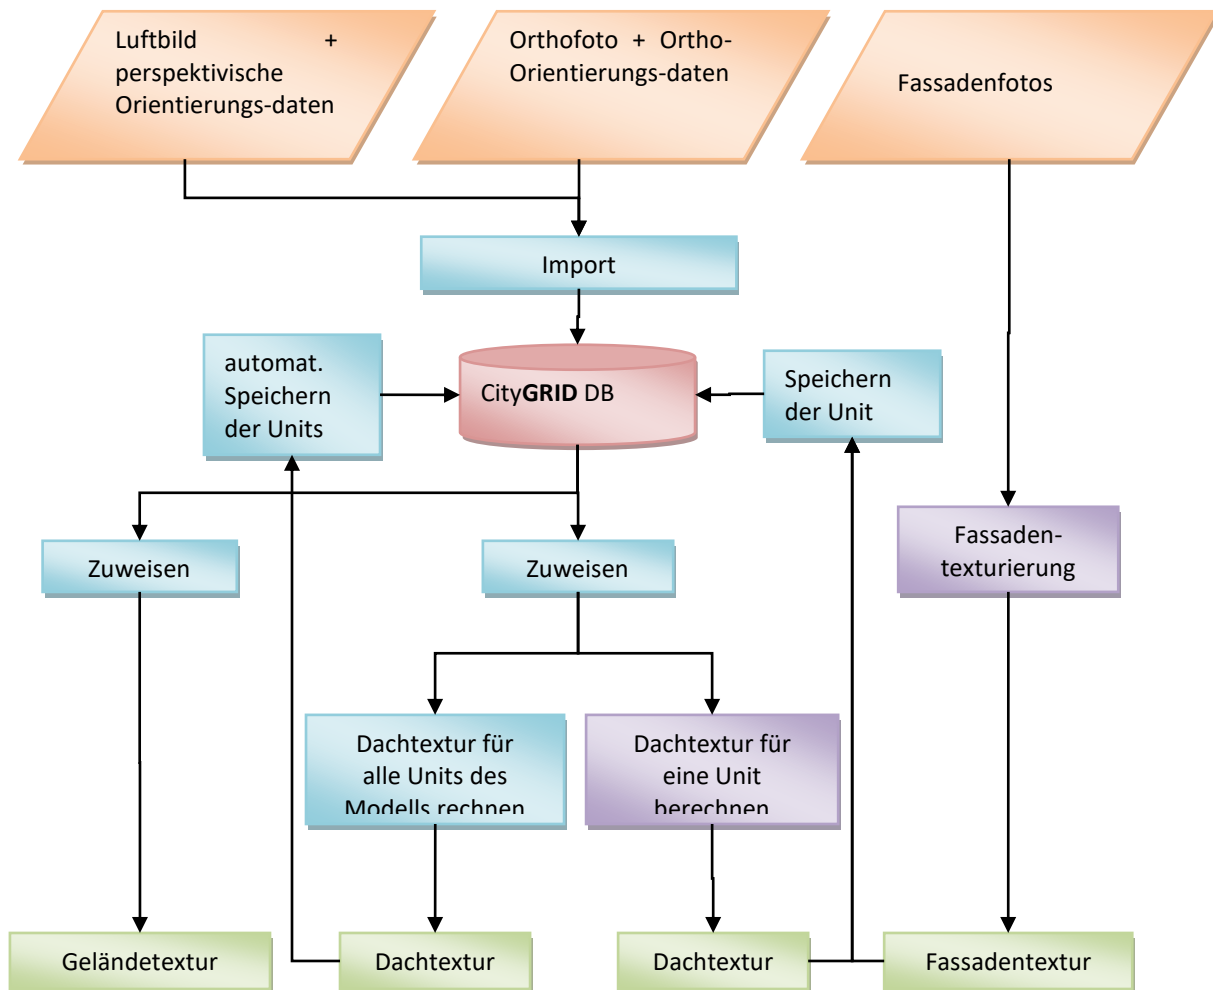 Luftbild +
perspektivische
Orientierungs-daten
Orthofoto + Ortho-
Orientierungs-daten
Fassadenfotos
Import
automat.
Speichern
der Units
CityGRID DB
Speichern
der Unit
Zuweisen
Zuweisen
Fassaden-
texturierung
Dachtextur für
alle Units des
Modells rechnen
Dachtextur für
eine Unit
berechnen
Geländetextur
Dachtextur
Dachtextur
Fassadentextur